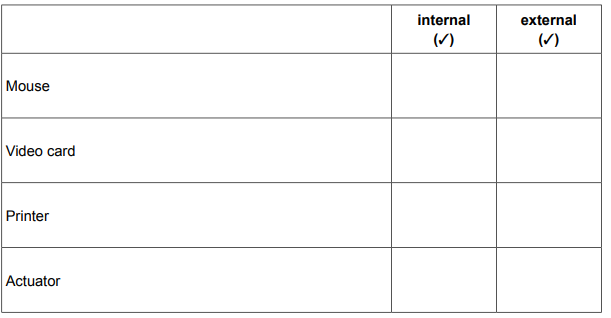 internal external
(✓) (✓)
Mouse
Video card
Printer
Actuator